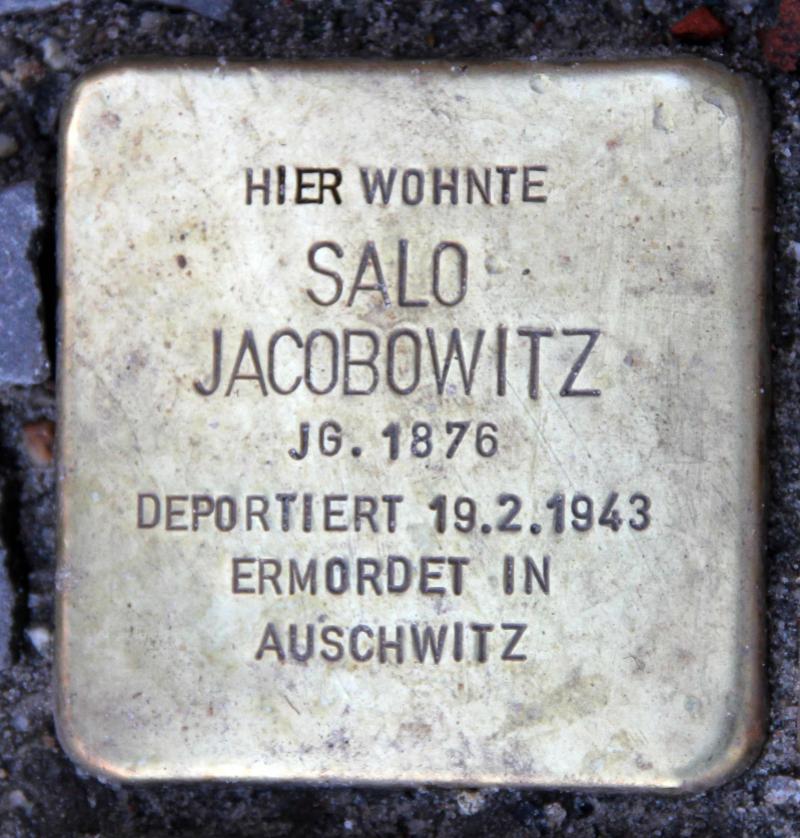 HIER WOHNTE
SALO
JACOBOWITZ
JG. 1876
DEPORTIERT 19.2.1943
ERMORDET IN
AUSCHWITZ